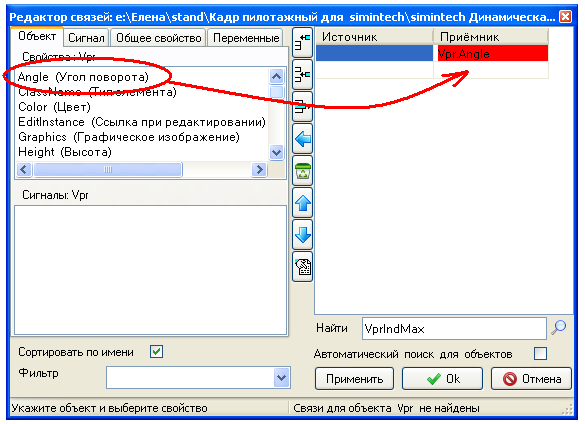 Редактор связей: e:\Елена\stand\Кадр пилотажный для simintech\simintech Динамическа...
Объект Сигнал Общее свойство Переменные
Свойства: Vpr
Angle (Угол поворота)
ClassName (Тип элемента)
Color (Цвет)
EditInstance (Ссылка при редактировании)
Graphics (Графическое изображение)
Height (Высота)
Сигналы: Vpr
Сортировать по имени
Фильтр
Источник Приёмник
Vpr.Angle
Найти VprIndMax
Автоматический поиск для объектов
Применить Ok Отмена
Укажите объект и выберите свойство Связи для объекта Vpr не найдены